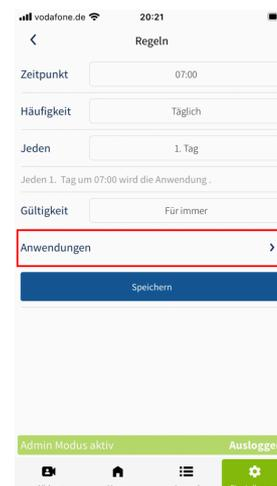 vodafone.de 20:21
Regeln
Zeitpunkt 07:00
Häufigkeit Täglich
Jeden 1. Tag
Jeden 1. Tag um 07:00 wird die Anwendung .
Gültigkeit Für immer
Anwendungen
Speichern
Admin Modus aktiv Auslogge